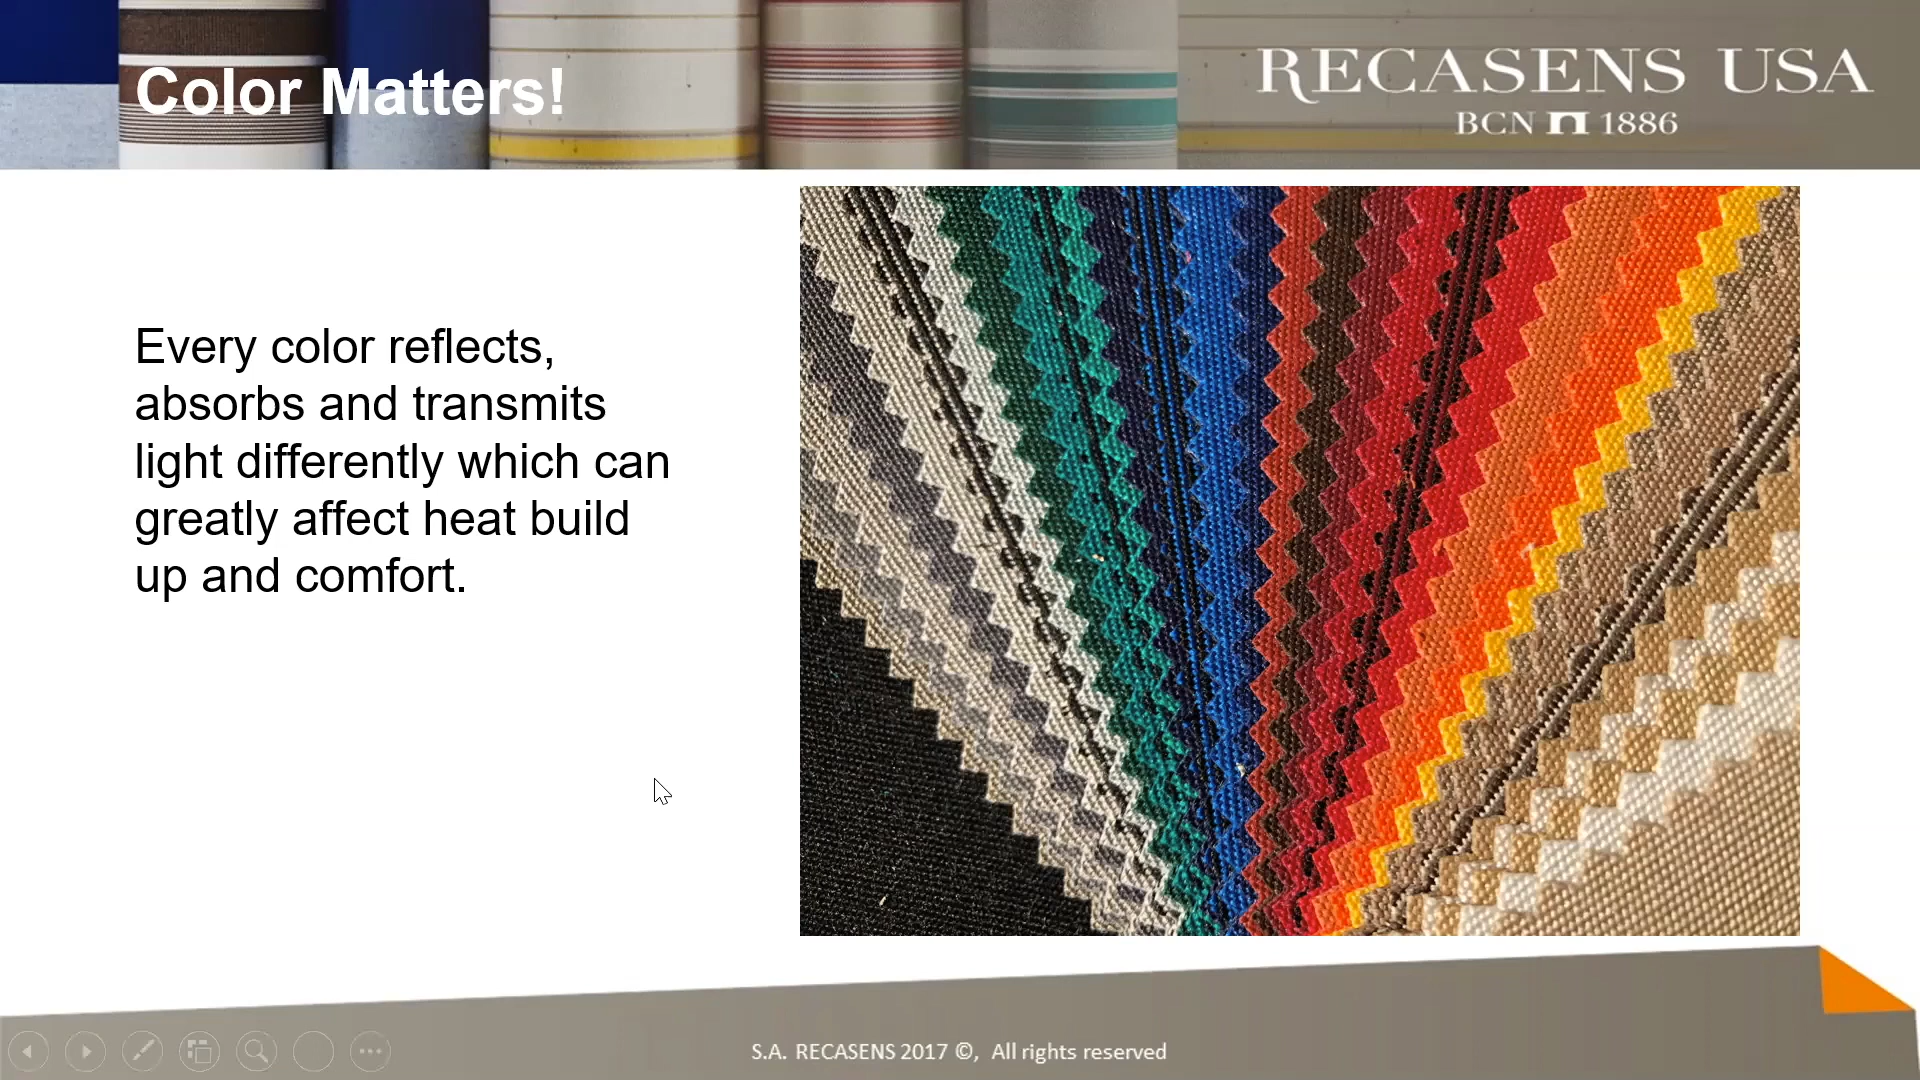 Color Matters!
RECASENS USA
BCN 1886
Every color reflects,
absorbs and transmits
light differently which can
greatly affect heat build
up and comfort.
S.A. RECASENS 2017 ©, All rights reserved